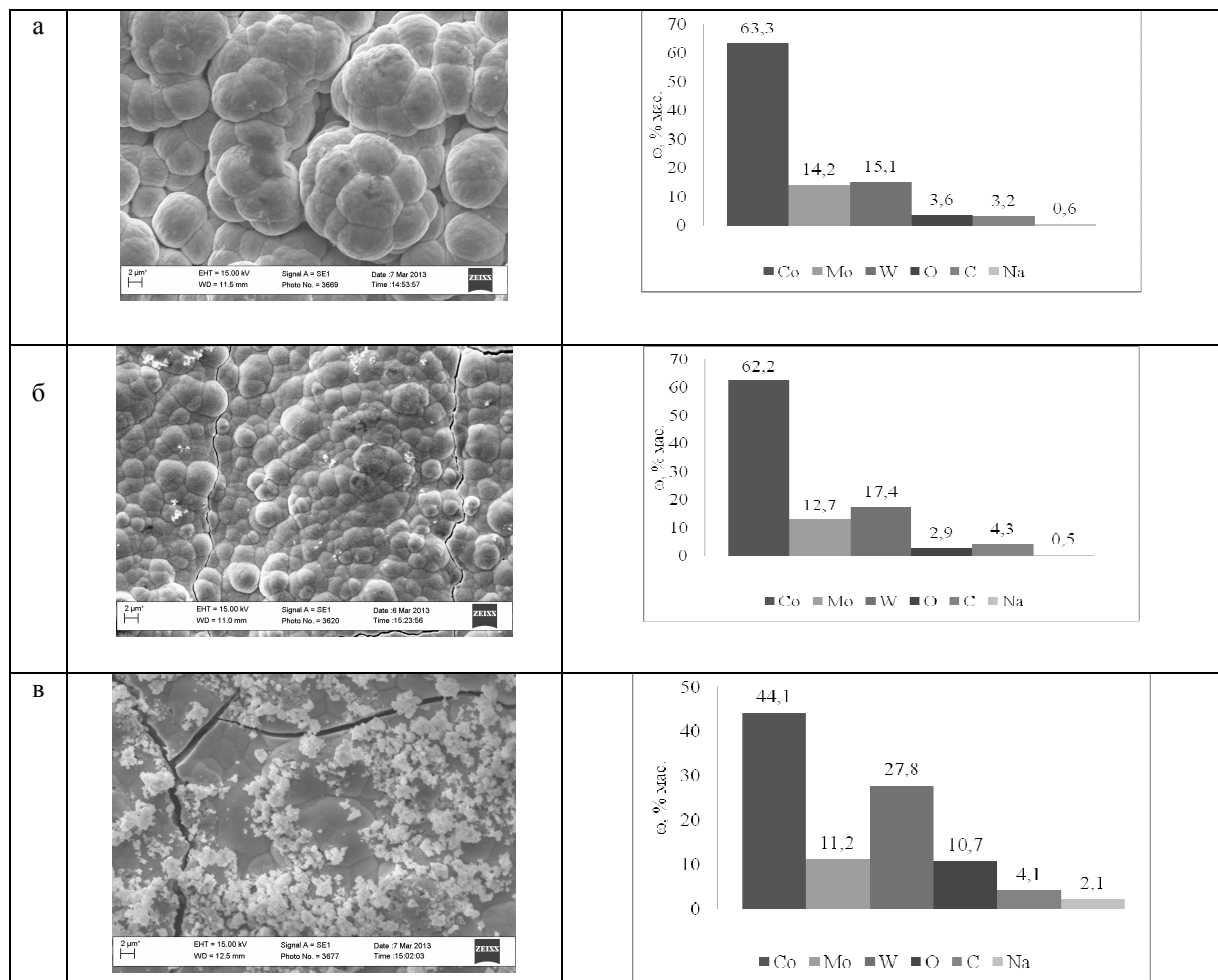 а
2 µm*
EHT = 15.00 kV Signal A = SE1 Date :7 Mar 2013
WD = 11.5 mm Photo No. = 3669 Time :14:53:57
ZEISS
70
60
50
40
30
20
10
0
ω, % мас.
63,3
14,2
15,1
3,6
3,2
0,6
Co Mo W O C Na
б
2 µm*
EHT = 15.00 kV Signal A = SE1 Date :6 Mar 2013
WD = 11.0 mm Photo No. = 3620 Time :15:23:56
ZEISS
70
60
50
40
30
20
10
0
ω, % мас.
62,2
12,7
17,4
2,9
4,3
0,5
Co Mo W O C Na
в
2 µm*
EHT = 15.00 kV Signal A = SE1 Date :7 Mar 2013
WD = 12.5 mm Photo No. = 3677 Time :15:02:03
ZEISS
50
40
30
20
10
0
ω, % мас.
44,1
11,2
27,8
10,7
4,1
2,1
Co Mo W O C Na